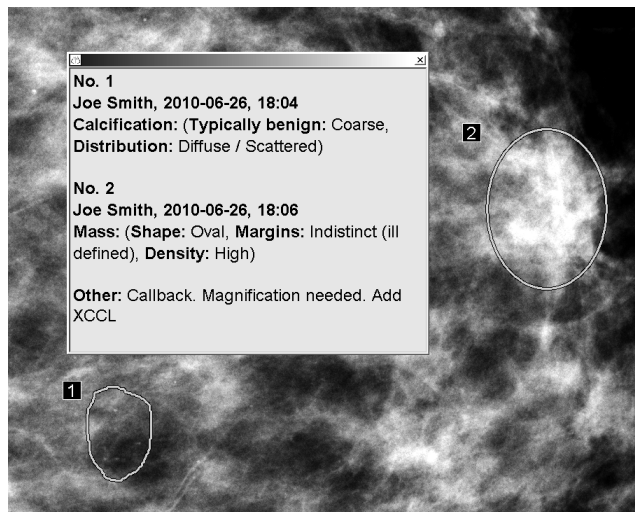 No. 1
Joe Smith, 2010-06-26, 18:04
Calcification: (Typically benign: Coarse,
Distribution: Diffuse / Scattered)
No. 2
Joe Smith, 2010-06-26, 18:06
Mass: (Shape: Oval, Margins: Indistinct (ill
defined), Density: High)
Other: Callback. Magnification needed. Add
XCCL
2
1